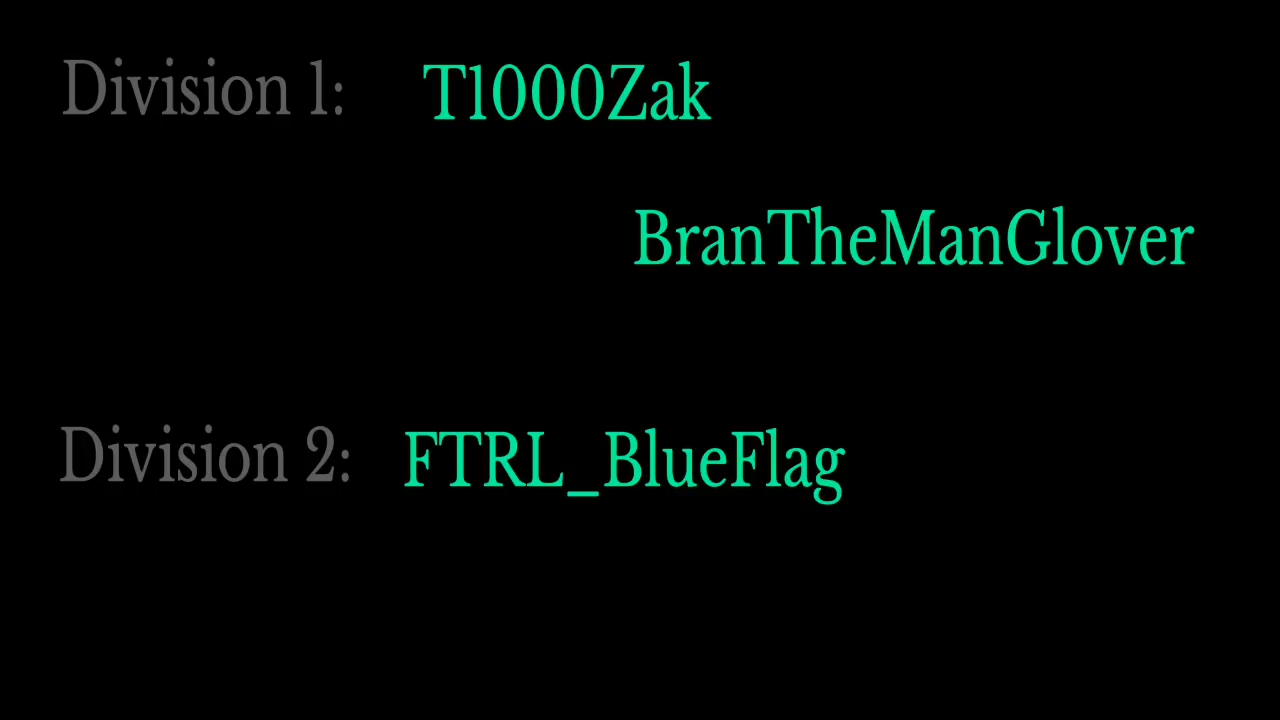 Division 1: T1000Zak
BranTheManGlover
Division 2: FTRL_BlueFlag